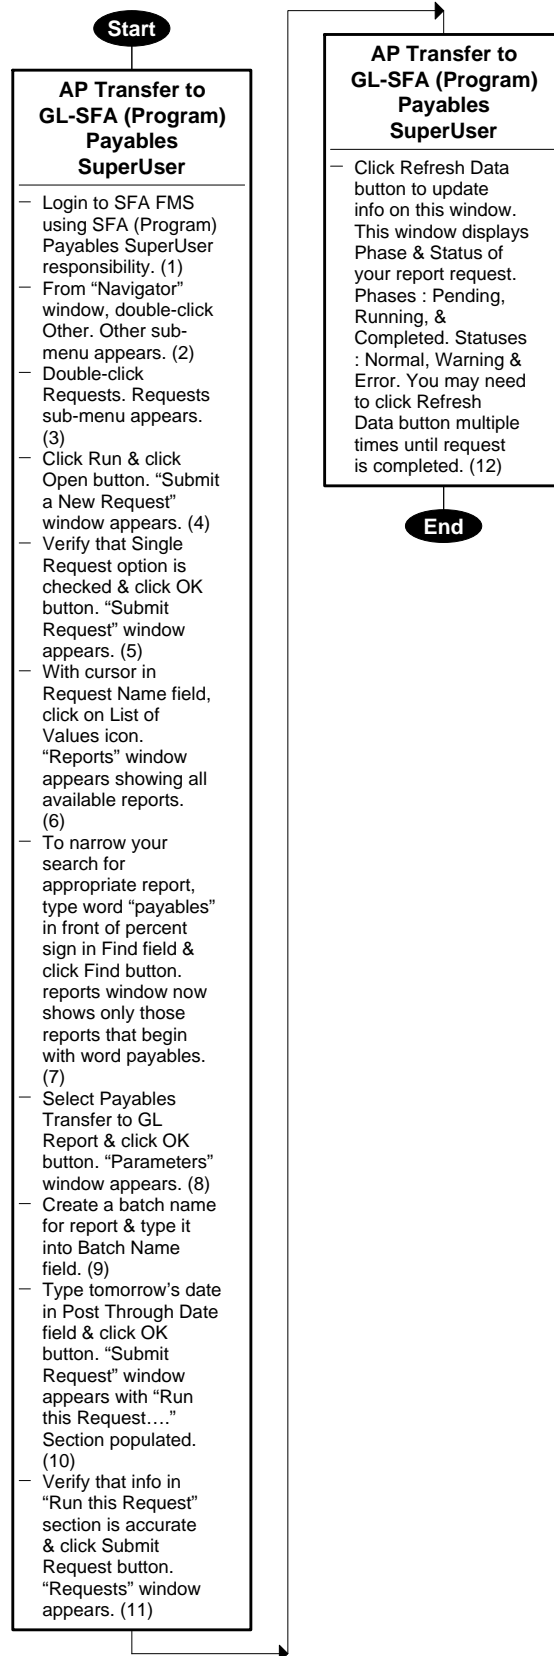 Start
AP Transfer to
GL-SFA (Program)
Payables
SuperUser
– Login to SFA FMS
using SFA (Program)
Payables SuperUser
responsibility. (1)
– From “Navigator”
window, double-click
Other. Other sub-
menu appears. (2)
– Double-click
Requests. Requests
sub-menu appears.
(3)
– Click Run & click
Open button. “Submit
a New Request”
window appears. (4)
– Verify that Single
Request option is
checked & click OK
button. “Submit
Request” window
appears. (5)
– With cursor in
Request Name field,
click on List of
Values icon.
“Reports” window
appears showing all
available reports.
(6)
– To narrow your
search for
appropriate report,
type word “payables”
in front of percent
sign in Find field &
click Find button.
reports window now
shows only those
reports that begin
with word payables.
(7)
– Select Payables
Transfer to GL
Report & click OK
button. “Parameters”
window appears. (8)
– Create a batch name
for report & type it
into Batch Name
field. (9)
– Type tomorrow’s date
in Post Through Date
field & click OK
button. “Submit
Request” window
appears with “Run
this Request….”
Section populated.
(10)
– Verify that info in
“Run this Request”
section is accurate
& click Submit
Request button.
“Requests” window
appears. (11)
AP Transfer to
GL-SFA (Program)
Payables
SuperUser
– Click Refresh Data
button to update
info on this window.
This window displays
Phase & Status of
your report request.
Phases : Pending,
Running, &
Completed. Statuses
: Normal, Warning &
Error. You may need
to click Refresh
Data button multiple
times until request
is completed. (12)
End